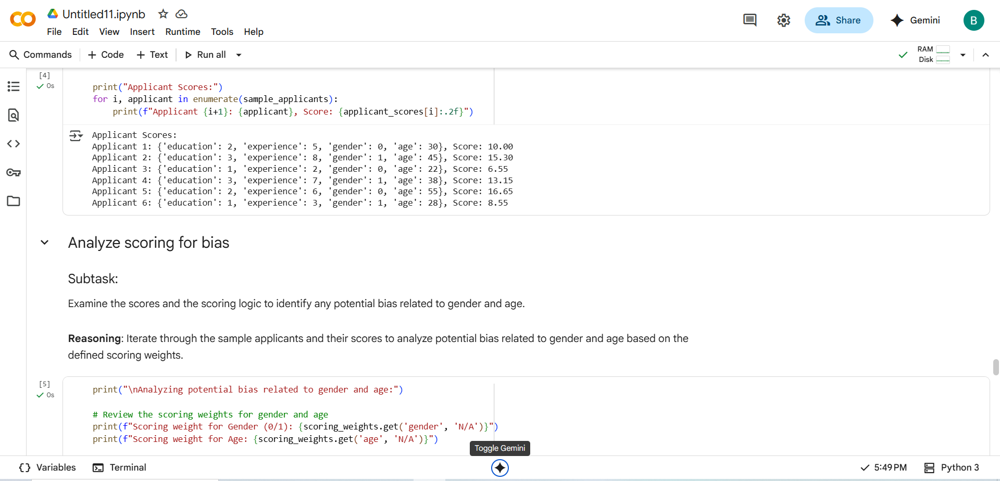 Untitled11.ipynb
File Edit View Insert Runtime Tools Help
Share
Gemini
B
Commands + Code + Text Run all
RAM
Disk
[4]
0s
print("Applicant Scores:")
for i, applicant in enumerate(sample_applicants):
    print(f"Applicant {i+1}: {applicant}, Score: {applicant_scores[i]:.2f}")
Applicant Scores:
Applicant 1: {'education': 2, 'experience': 5, 'gender': 0, 'age': 30}, Score: 10.00
Applicant 2: {'education': 3, 'experience': 8, 'gender': 1, 'age': 45}, Score: 15.30
Applicant 3: {'education': 1, 'experience': 2, 'gender': 0, 'age': 22}, Score: 6.55
Applicant 4: {'education': 3, 'experience': 7, 'gender': 1, 'age': 38}, Score: 13.15
Applicant 5: {'education': 2, 'experience': 6, 'gender': 0, 'age': 55}, Score: 16.65
Applicant 6: {'education': 1, 'experience': 3, 'gender': 1, 'age': 28}, Score: 8.55
Analyze scoring for bias
Subtask:
Examine the scores and the scoring logic to identify any potential bias related to gender and age.
Reasoning: Iterate through the sample applicants and their scores to analyze potential bias related to gender and age based on the
defined scoring weights.
[5]
0s
print("\nAnalyzing potential bias related to gender and age:")
# Review the scoring weights for gender and age
print(f"Scoring weight for Gender (0/1): {scoring_weights.get('gender', 'N/A')}")
print(f"Scoring weight for Age: {scoring_weights.get('age', 'N/A')}")
Toggle Gemini
Variables Terminal
5:49 PM Python 3